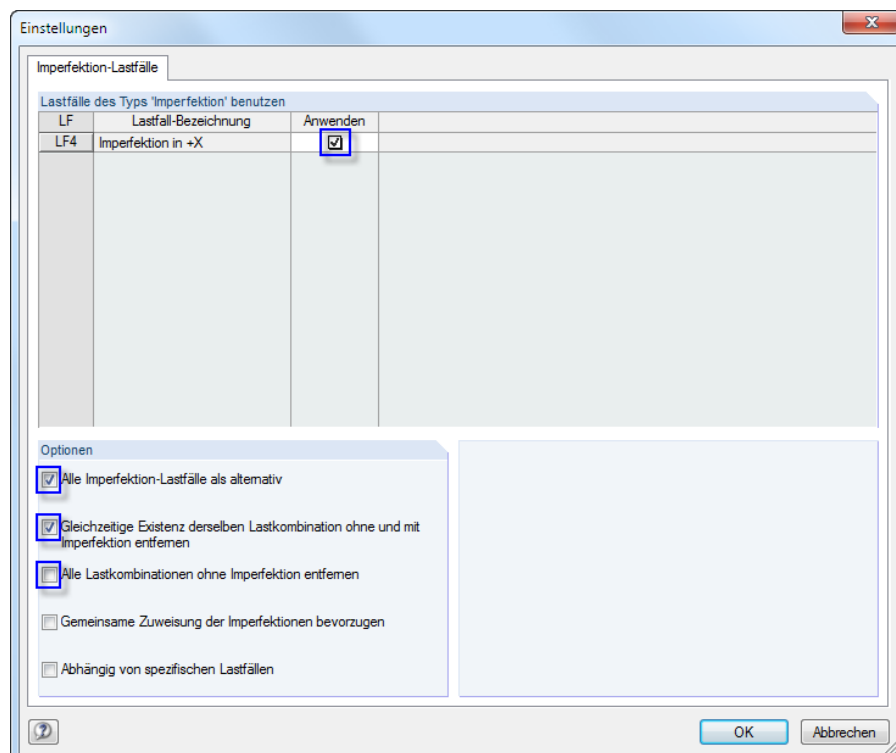 Einstellungen
X
Imperfektion-Lastfälle
Lastfälle des Typs 'Imperfektion' benutzen
LF Lastfall-Bezeichnung Anwenden
LF4 Imperfektion in +X
Optionen
Alle Imperfektion-Lastfälle als alternativ
Gleichzeitige Existenz derselben Lastkombination ohne und mit
Imperfektion entfernen
Alle Lastkombinationen ohne Imperfektion entfernen
Gemeinsame Zuweisung der Imperfektionen bevorzugen
Abhängig von spezifischen Lastfällen
OK Abbrechen